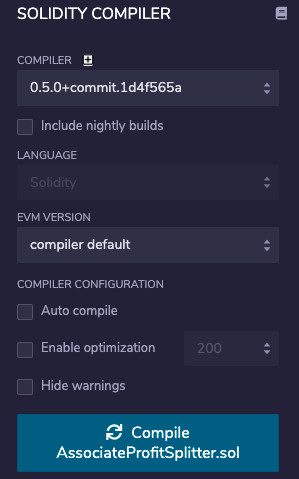 SOLIDITY COMPILER
COMPILER
0.5.0+commit.1d4f565a
Include nightly builds
LANGUAGE
Solidity
EVM VERSION
compiler default
COMPILER CONFIGURATION
Auto compile
Enable optimization 200
Hide warnings
Compile
AssociateProfitSplitter.sol